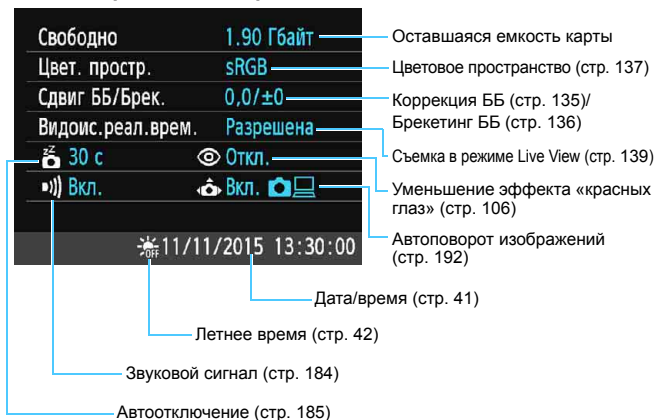 Свободно 1.90 Гбайт
Оставшаяся емкость карты
Цвет. простр. sRGB
Цветовое пространство (стр. 137)
Сдвиг ББ/Брек. 0,0/±0
Коррекция ББ (стр. 135)/
Брекетинг ББ (стр. 136)
Видоис.реал.врем. Разрешена
Съемка в режиме Live View (стр. 139)
zz 30 с Откл.
Уменьшение эффекта «красных
глаз» (стр. 106)
Вкл. Вкл.
Автоповорот изображений
(стр. 192)
OFF 11/11/2015 13:30:00
Дата/время (стр. 41)
Летнее время (стр. 42)
Звуковой сигнал (стр. 184)
Автоотключение (стр. 185)